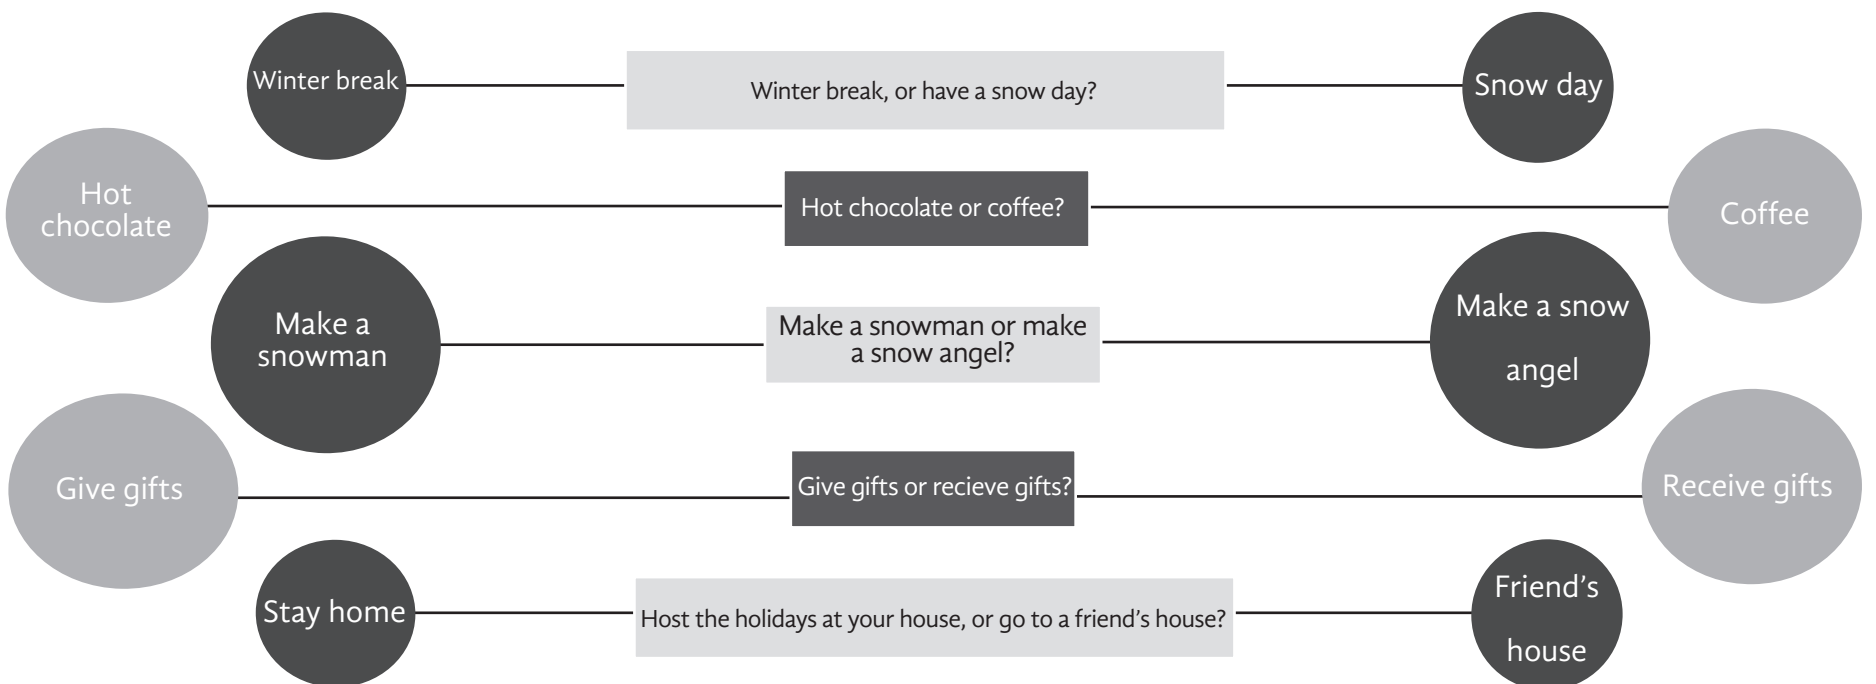 Winter break
Winter break, or have a snow day?
Snow day
Hot
chocolate
Hot chocolate or coffee?
Coffee
Make a
snowman
Make a snowman or make
a snow angel?
Make a snow
angel
Give gifts
Give gifts or recieve gifts?
Receive gifts
Stay home
Host the holidays at your house, or go to a friend’s house?
Friend’s
house